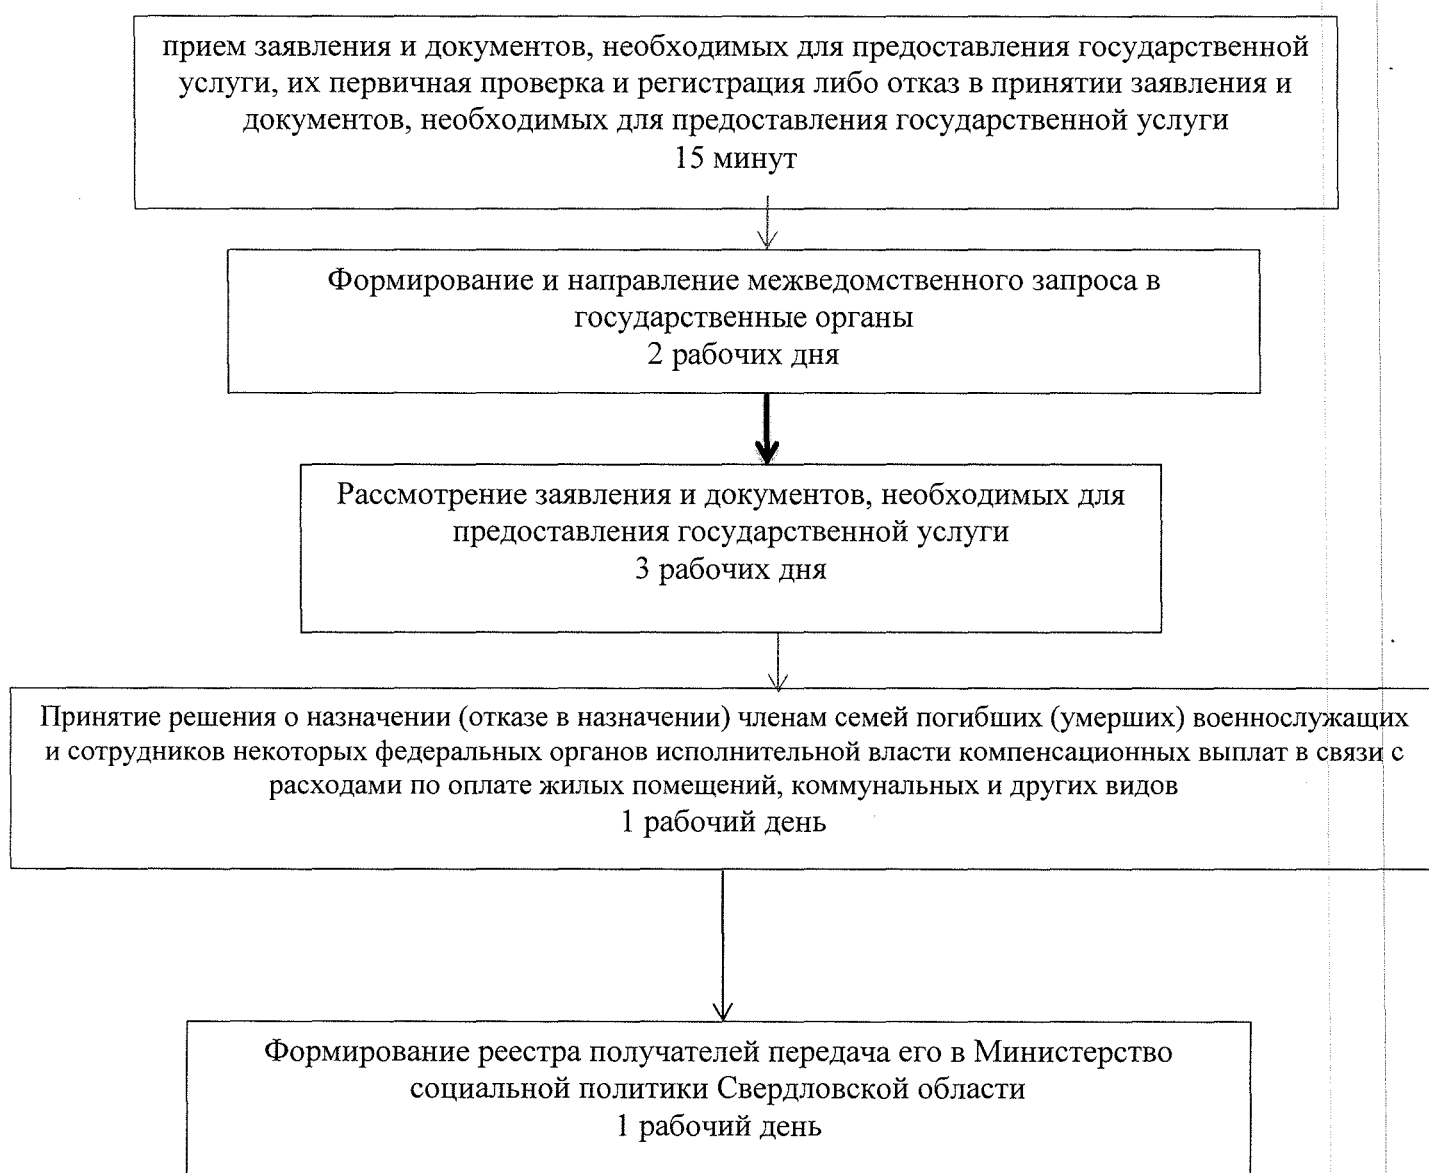 прием заявления и документов, необходимых для предоставления государственной
услуги, их первичная проверка и регистрация либо отказ в принятии заявления и
документов, необходимых для предоставления государственной услуги
15 минут
Формирование и направление межведомственного запроса в
государственные органы
2 рабочих дня
Рассмотрение заявления и документов, необходимых для
предоставления государственной услуги
3 рабочих дня
Принятие решения о назначении (отказе в назначении) членам семей погибших (умерших) военнослужащих
и сотрудников некоторых федеральных органов исполнительной власти компенсационных выплат в связи с
расходами по оплате жилых помещений, коммунальных и других видов
1 рабочий день
Формирование реестра получателей передача его в Министерство
социальной политики Свердловской области
1 рабочий день